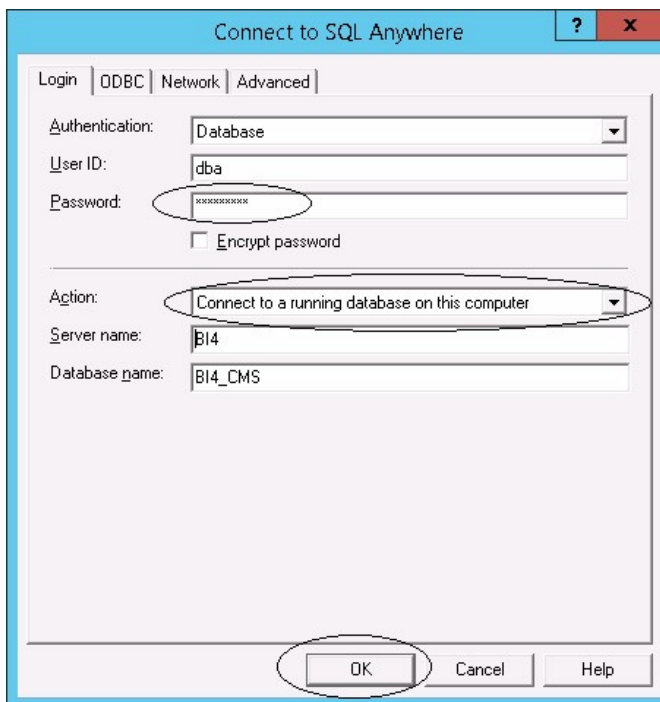 Connect to SQL Anywhere
? x
Login ODBC Network Advanced
Authentication: Database
User ID: dba
Password: *********
Encrypt password
Action: Connect to a running database on this computer
Server name: BI4
Database name: BI4_CMS
OK Cancel Help